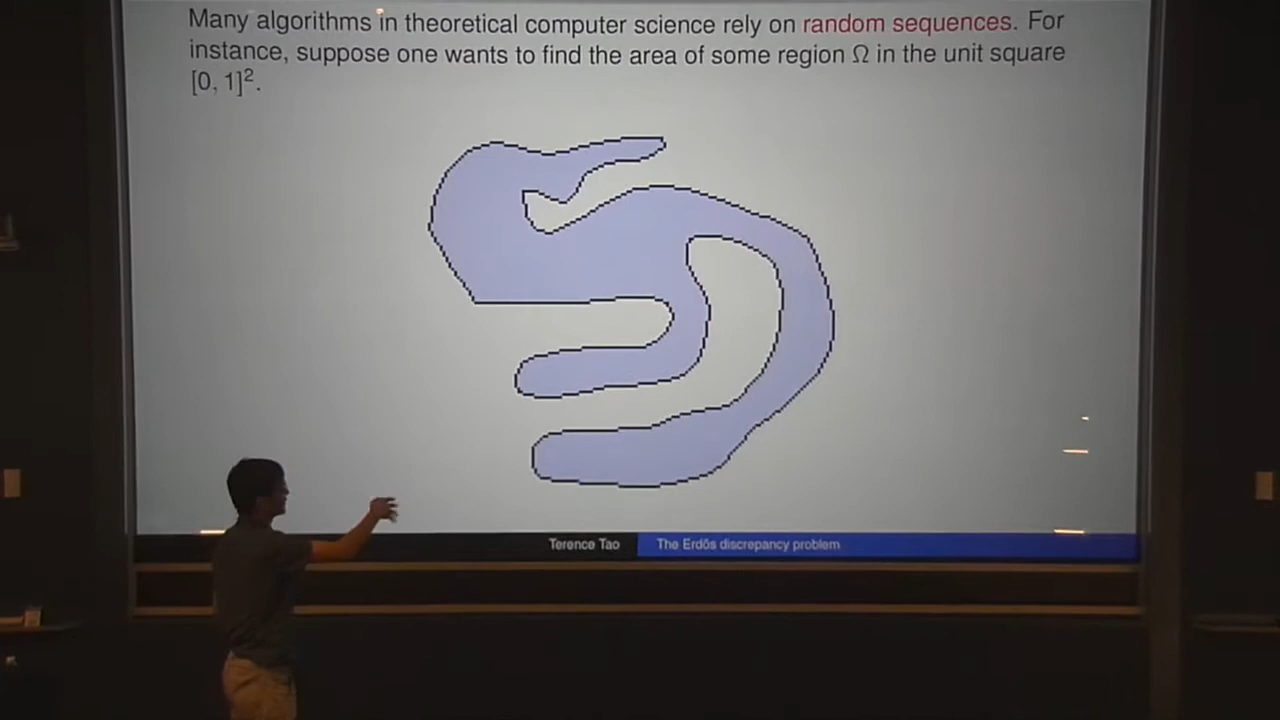 Many algorithms in theoretical computer science rely on random sequences. For
instance, suppose one wants to find the area of some region Ω in the unit square
[0, 1]².
Terence Tao
The Erdős discrepancy problem